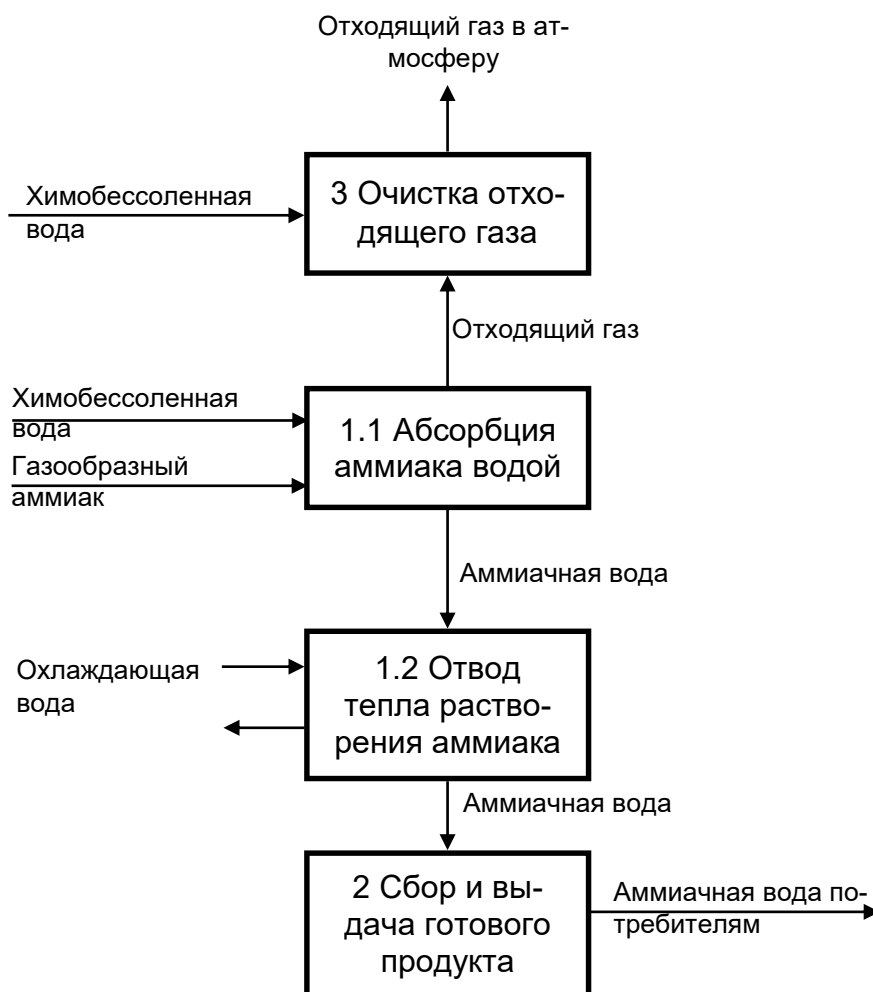 Отходящий газ в ат-
мосферу
Химобессоленная
вода
3 Очистка отхо-
дящего газа
Отходящий газ
Химобессоленная
вода
Газообразный
аммиак
1.1 Абсорбция
аммиака водой
Аммиачная вода
Охлаждающая
вода
1.2 Отвод
тепла раство-
рения аммиака
Аммиачная вода
2 Сбор и вы-
дача готового
продукта
Аммиачная вода по-
требителям